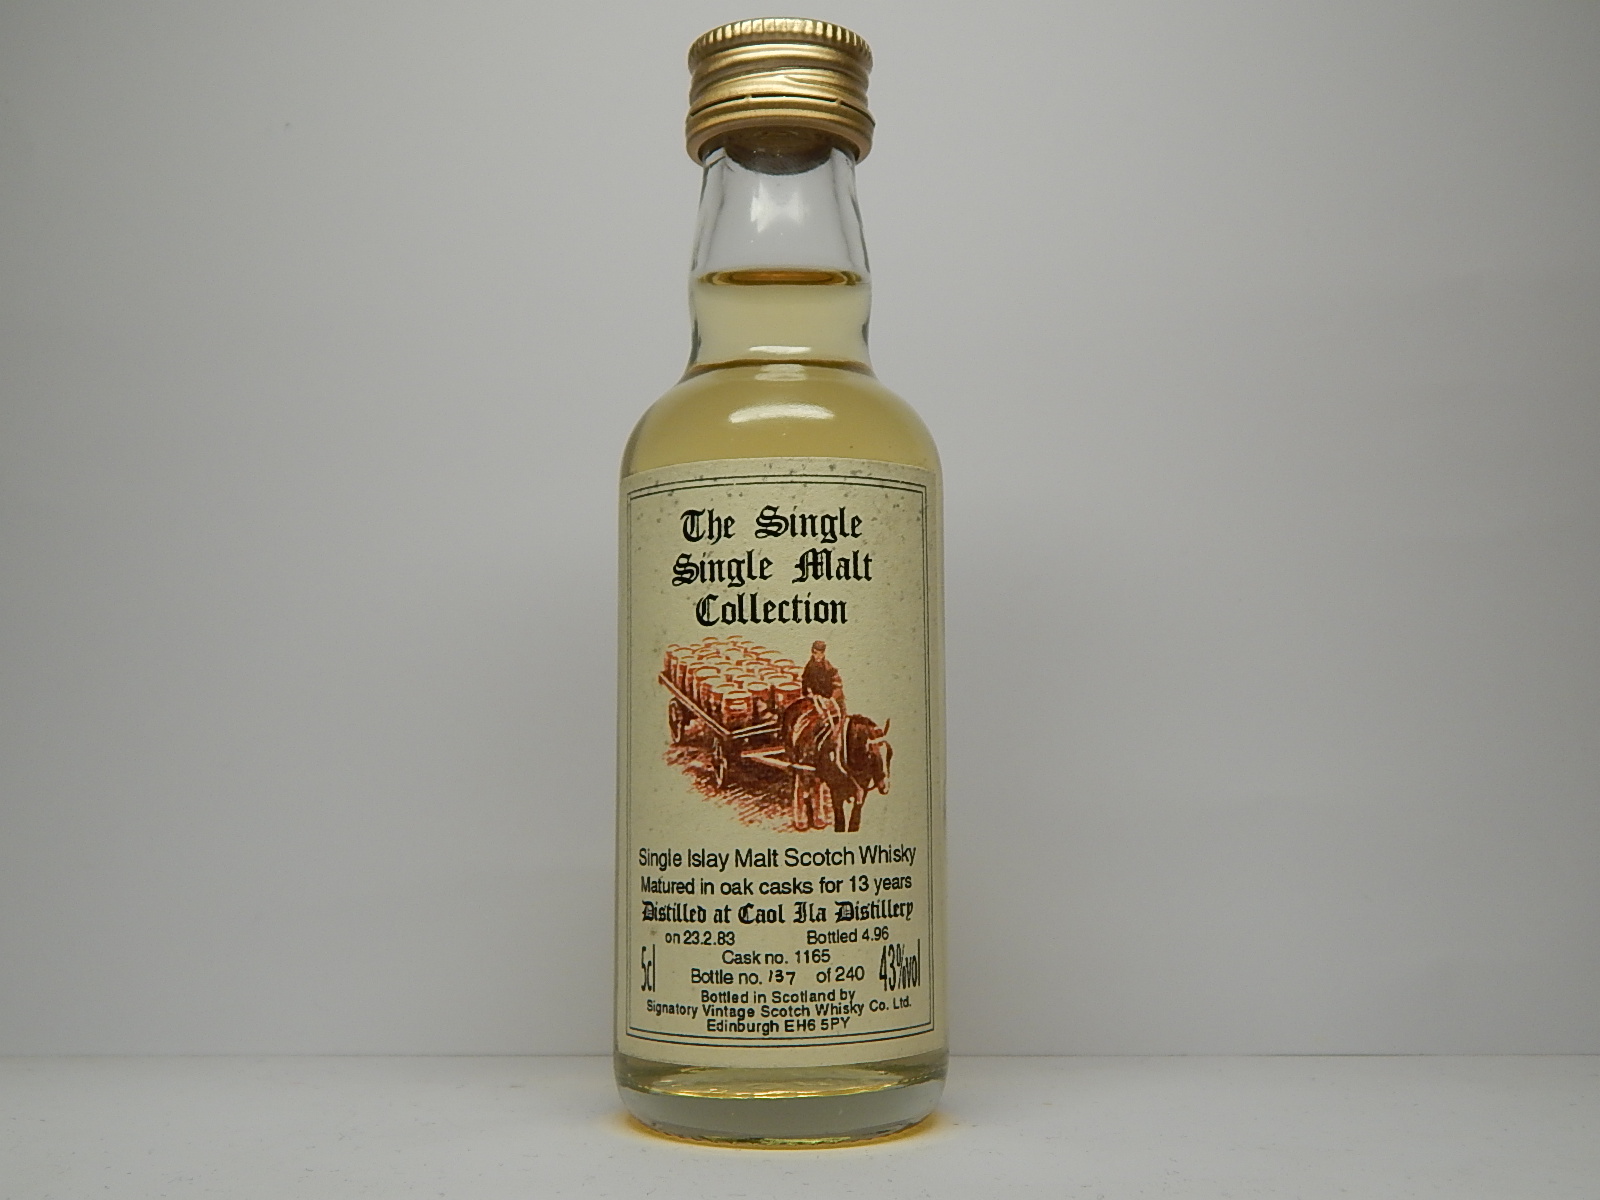 The Single
Single Malt
Collection
Single Islay Malt Scotch Whisky
Matured in oak casks for 13 years
Distilled at Caol Ila Distillery
on 23.2.83 Bottled 4.96
5cl Cask no. 1165 43%vol
Bottle no. 137 of 240
Bottled in Scotland by
Signatory Vintage Scotch Whisky Co. Ltd.
Edinburgh EH6 5PY